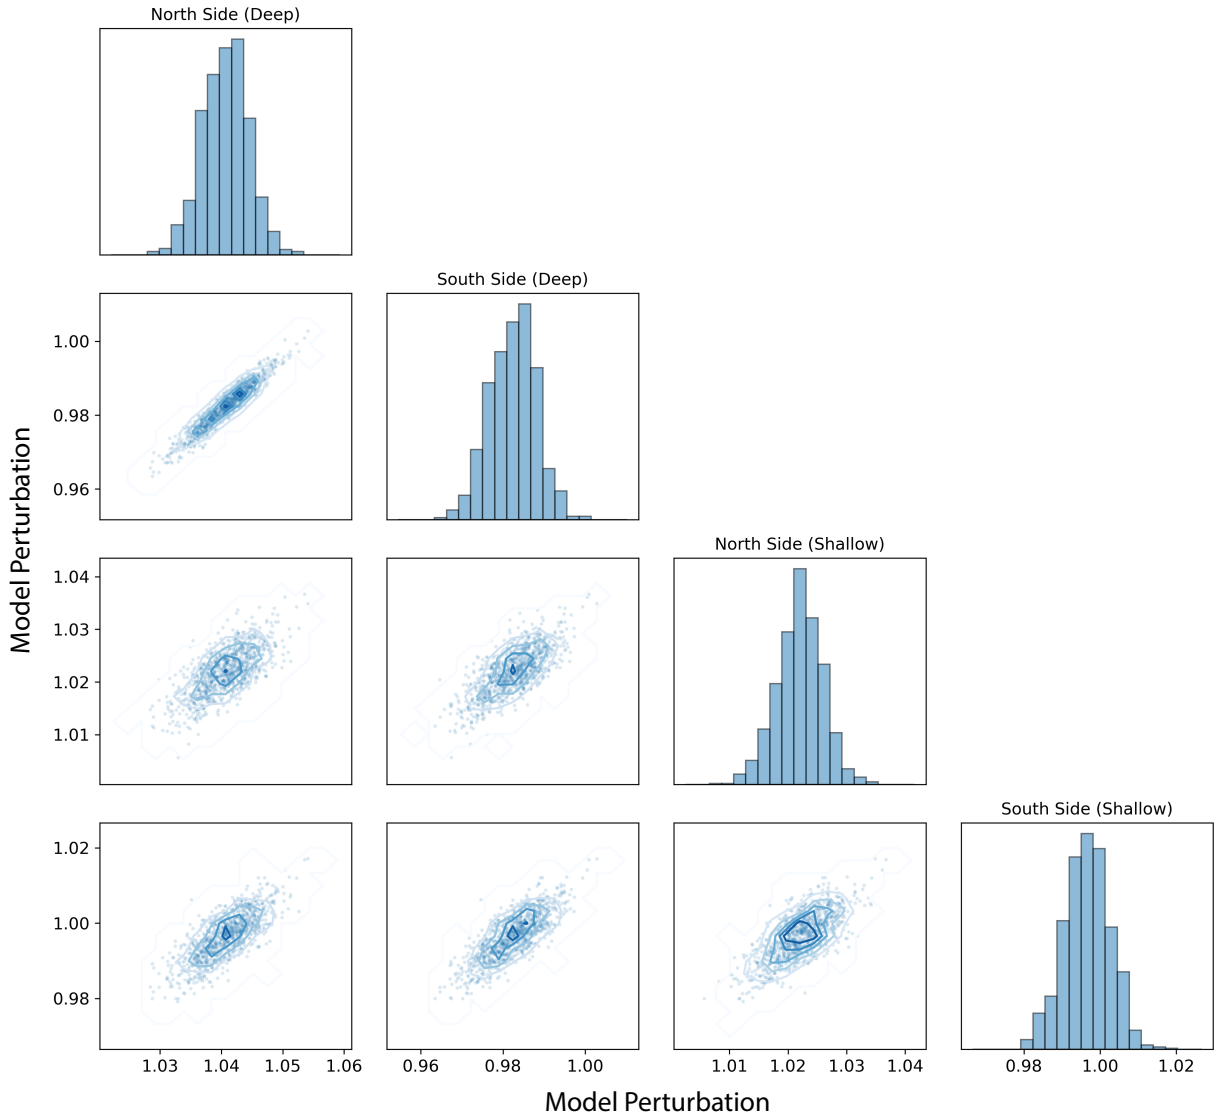 North Side (Deep)
South Side (Deep)
1.00
0.98
0.96
Model Perturbation
North Side (Shallow)
1.04
1.03
1.02
1.01
South Side (Shallow)
1.02
1.00
0.98
1.03 1.04 1.05 1.06 0.96 0.98 1.00 1.01 1.02 1.03 1.04 0.98 1.00 1.02
Model Perturbation